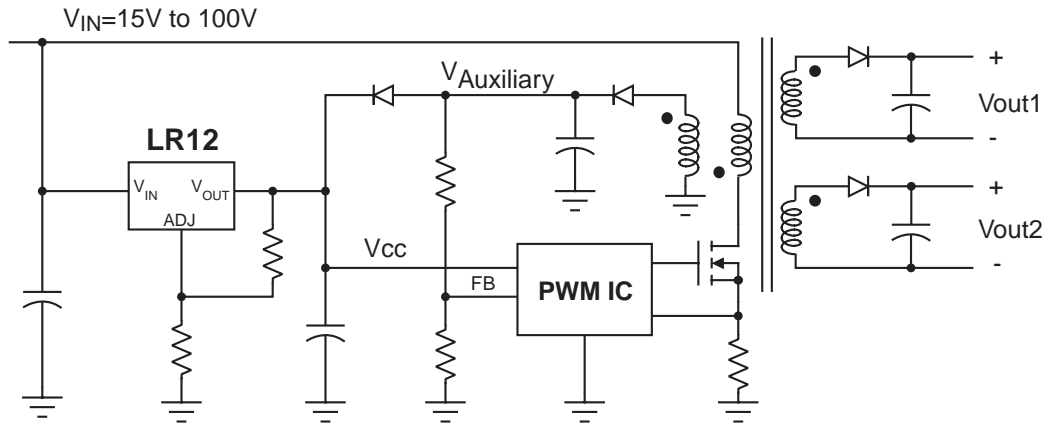 VIN=15V to 100V
VAuxiliary
+
Vout1
-
LR12
VIN
VOUT
ADJ
+
Vout2
-
Vcc
FB
PWM IC